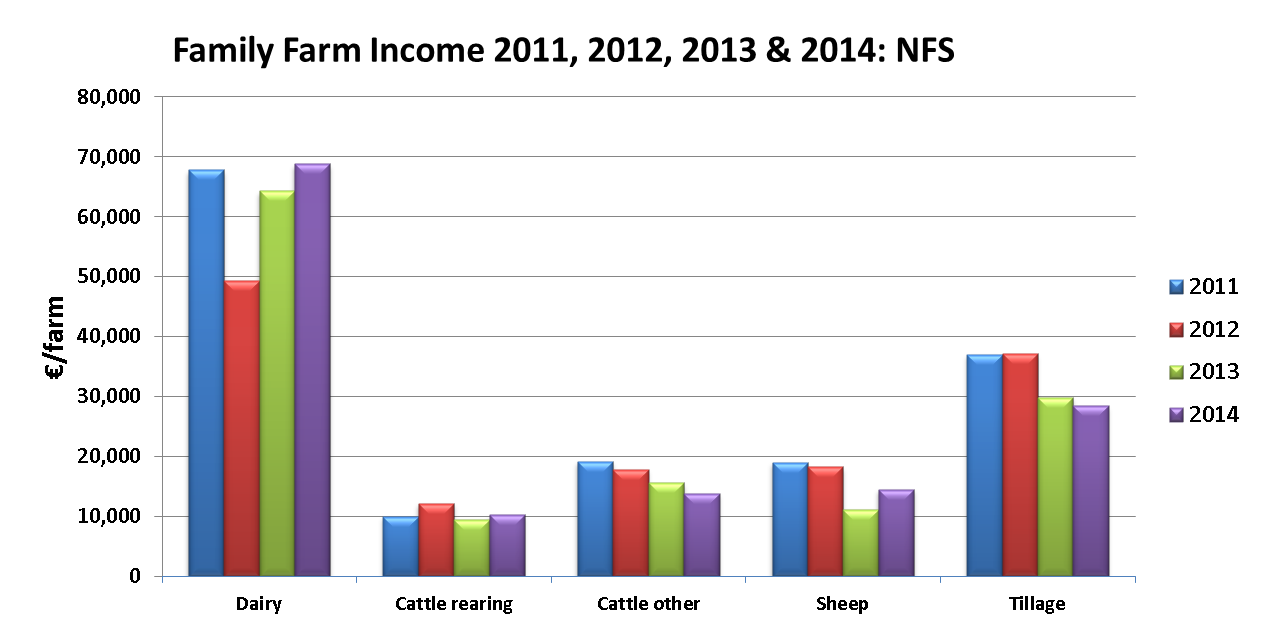 Family Farm Income 2011, 2012, 2013 & 2014: NFS
80,000
70,000
60,000
50,000
40,000
30,000
20,000
10,000
0
€/farm
Dairy
Cattle rearing
Cattle other
Sheep
Tillage
2011
2012
2013
2014